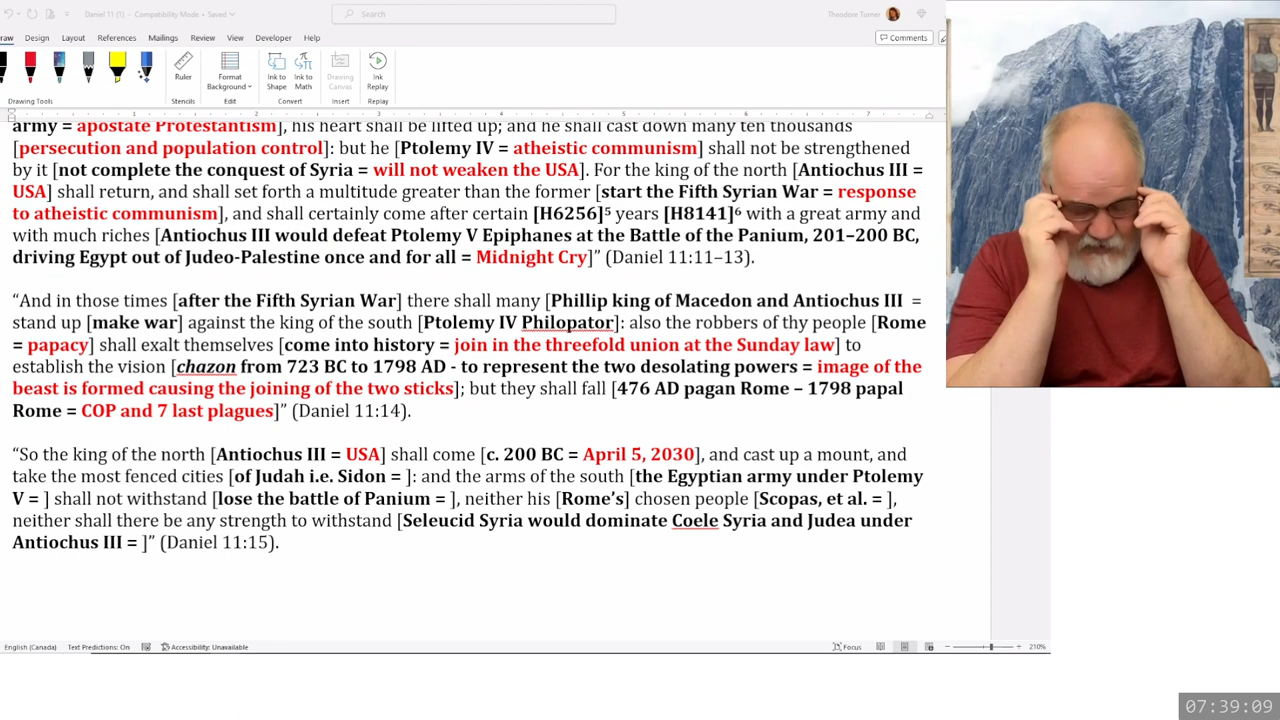 Daniel 11 (1) - Compatibility Mode • Saved
Search
Theodore Turner
raw Design Layout References Mailings Review View Developer Help
Comments
Ruler
Format
Background
Ink to
Shape
Ink to
Math
Drawing
Canvas
Ink
Replay
Drawing Tools Stencils Edit Convert Insert Replay
army = apostate Protestantism], his heart shall be lifted up; and he shall cast down many ten thousands
[persecution and population control]: but he [Ptolemy IV = atheistic communism] shall not be strengthened
by it [not complete the conquest of Syria = will not weaken the USA]. For the king of the north [Antiochus III =
USA] shall return, and shall set forth a multitude greater than the former [start the Fifth Syrian War = response
to atheistic communism], and shall certainly come after certain [H6256]5 years [H8141]6 with a great army and
with much riches [Antiochus III would defeat Ptolemy V Epiphanes at the Battle of the Panium, 201–200 BC,
driving Egypt out of Judeo-Palestine once and for all = Midnight Cry]” (Daniel 11:11–13).
“And in those times [after the Fifth Syrian War] there shall many [Phillip king of Macedon and Antiochus III =
stand up [make war] against the king of the south [Ptolemy IV Philopator]: also the robbers of thy people [Rome
= papacy] shall exalt themselves [come into history = join in the threefold union at the Sunday law] to
establish the vision [chazon from 723 BC to 1798 AD - to represent the two desolating powers = image of the
beast is formed causing the joining of the two sticks]; but they shall fall [476 AD pagan Rome – 1798 papal
Rome = COP and 7 last plagues]” (Daniel 11:14).
“So the king of the north [Antiochus III = USA] shall come [c. 200 BC = April 5, 2030], and cast up a mount, and
take the most fenced cities [of Judah i.e. Sidon = ]: and the arms of the south [the Egyptian army under Ptolemy
V = ] shall not withstand [lose the battle of Panium = ], neither his [Rome’s] chosen people [Scopas, et al. = ],
neither shall there be any strength to withstand [Seleucid Syria would dominate Coele Syria and Judea under
Antiochus III = ]” (Daniel 11:15).
English (Canada) Text Predictions: On Accessibility: Unavailable Focus 210%
07:39:09